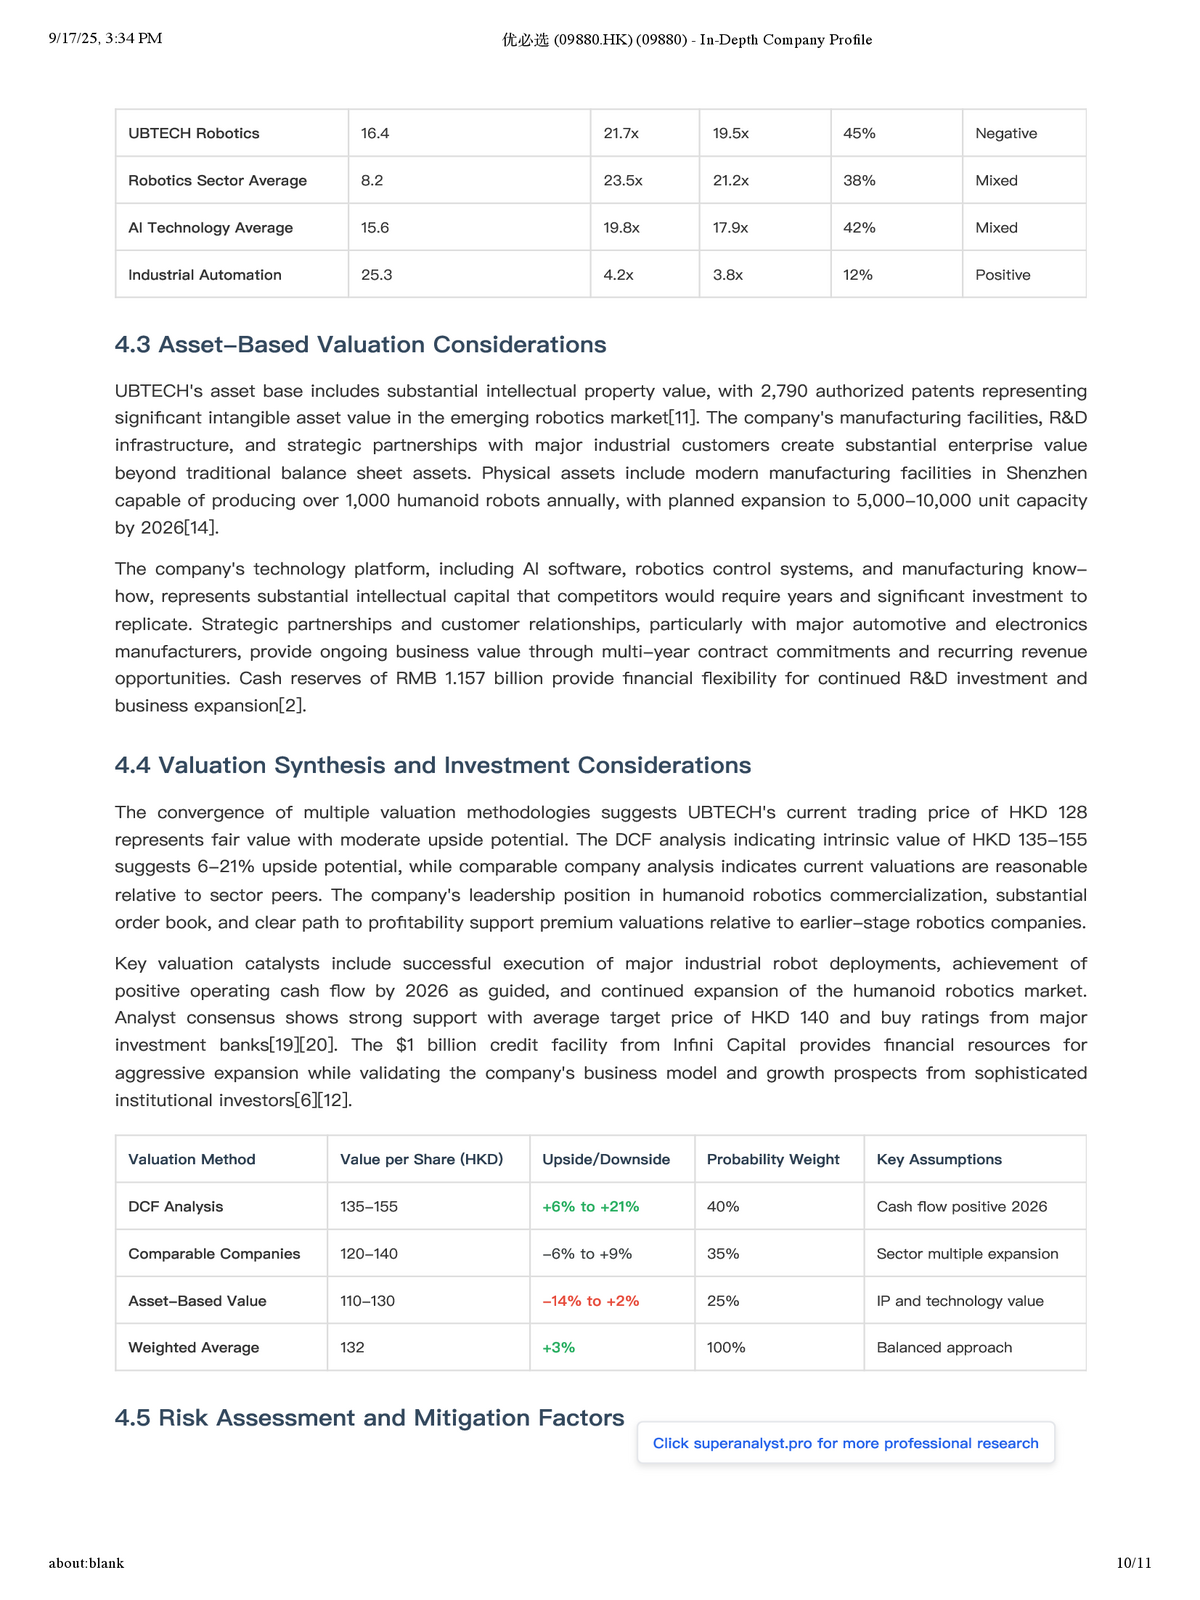 9/17/25, 3:34 PM
优必选 (09880.HK) (09880) - In-Depth Company Profile
UBTECH Robotics 16.4 21.7x 19.5x 45% Negative
Robotics Sector Average 8.2 23.5x 21.2x 38% Mixed
AI Technology Average 15.6 19.8x 17.9x 42% Mixed
Industrial Automation 25.3 4.2x 3.8x 12% Positive
4.3 Asset–Based Valuation Considerations
UBTECH's asset base includes substantial intellectual property value, with 2,790 authorized patents representing
significant intangible asset value in the emerging robotics market[11]. The company's manufacturing facilities, R&D
infrastructure, and strategic partnerships with major industrial customers create substantial enterprise value
beyond traditional balance sheet assets. Physical assets include modern manufacturing facilities in Shenzhen
capable of producing over 1,000 humanoid robots annually, with planned expansion to 5,000–10,000 unit capacity
by 2026[14].
The company's technology platform, including AI software, robotics control systems, and manufacturing know–
how, represents substantial intellectual capital that competitors would require years and significant investment to
replicate. Strategic partnerships and customer relationships, particularly with major automotive and electronics
manufacturers, provide ongoing business value through multi–year contract commitments and recurring revenue
opportunities. Cash reserves of RMB 1.157 billion provide financial flexibility for continued R&D investment and
business expansion[2].
4.4 Valuation Synthesis and Investment Considerations
The convergence of multiple valuation methodologies suggests UBTECH's current trading price of HKD 128
represents fair value with moderate upside potential. The DCF analysis indicating intrinsic value of HKD 135–155
suggests 6–21% upside potential, while comparable company analysis indicates current valuations are reasonable
relative to sector peers. The company's leadership position in humanoid robotics commercialization, substantial
order book, and clear path to profitability support premium valuations relative to earlier–stage robotics companies.
Key valuation catalysts include successful execution of major industrial robot deployments, achievement of
positive operating cash flow by 2026 as guided, and continued expansion of the humanoid robotics market.
Analyst consensus shows strong support with average target price of HKD 140 and buy ratings from major
investment banks[19][20]. The $1 billion credit facility from Infini Capital provides financial resources for
aggressive expansion while validating the company's business model and growth prospects from sophisticated
institutional investors[6][12].
Valuation Method Value per Share (HKD) Upside/Downside Probability Weight Key Assumptions
DCF Analysis 135–155 +6% to +21% 40% Cash flow positive 2026
Comparable Companies 120–140 –6% to +9% 35% Sector multiple expansion
Asset–Based Value 110–130 –14% to +2% 25% IP and technology value
Weighted Average 132 +3% 100% Balanced approach
4.5 Risk Assessment and Mitigation Factors
Click superanalyst.pro for more professional research
about:blank
10/11